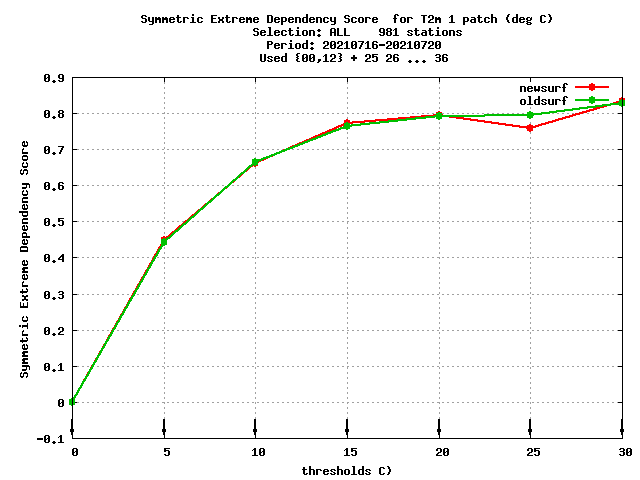 Symmetric Extreme Dependency Score  for T2m 1 patch (deg C)
Selection: ALL    981 stations
Period: 20210716-20210720
Used {00,12} + 25 26 ... 36
newsurf
oldsurf
Symmetric Extreme Dependency Score
0.9
0.8
0.7
0.6
0.5
0.4
0.3
0.2
0.1
0
-0.1
0 5 10 15 20 25 30
thresholds C)